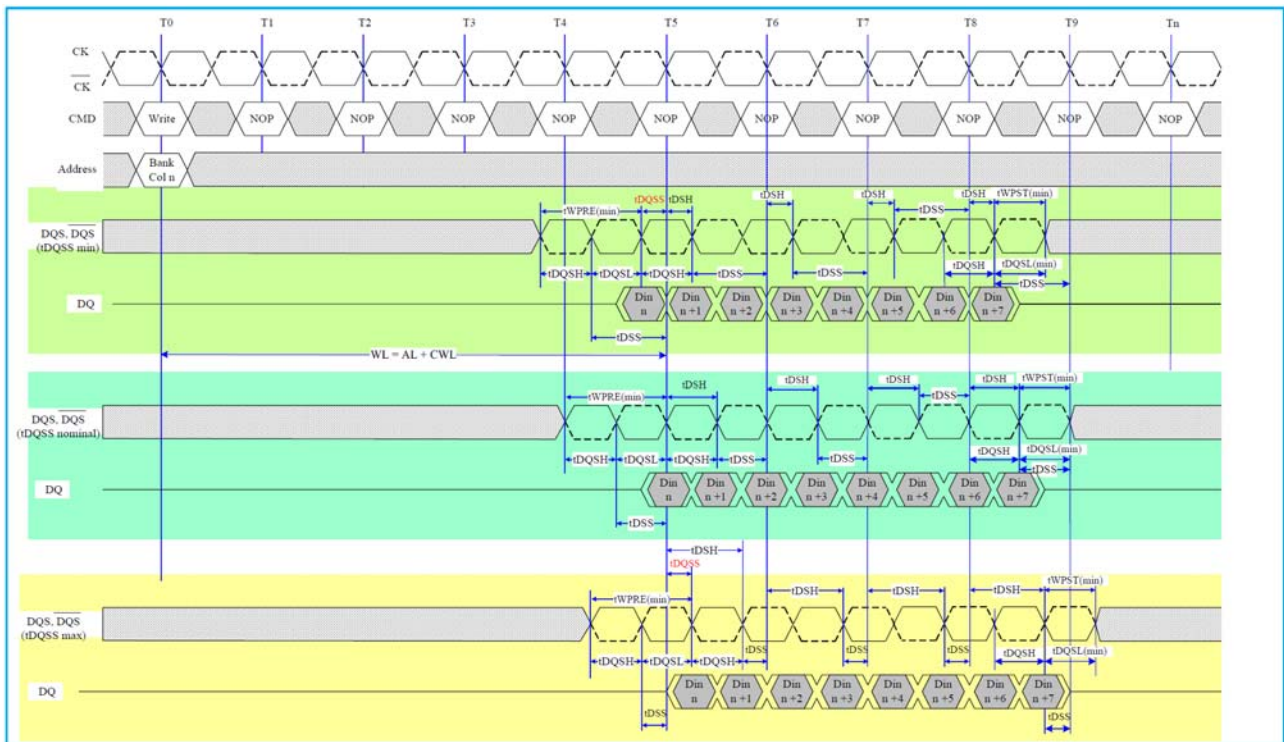 T0 T1 T2 T3 T4 T5 T6 T7 T8 T9 Tn
CK
CK
CMD Write NOP NOP NOP NOP NOP NOP NOP NOP NOP NOP
Address Bank
Col n
tDSH tDSH tDSH tWPST(min)
tWPRE(min) tDQSS tDSH tDSS
DQS, DQS
(tDQSS min)
tDQSH tDQSL tDQSH tDSS tDSS tDQSH tDQSL(min)
tDSS
DQ Din Din Din Din Din Din Din Din
n n +1 n +2 n +3 n +4 n +5 n +6 n +7
tDSS
WL = AL + CWL
tDSH tDSH tDSH tDSH tWPST(min)
tWPRE(min) tDSS
DQS, DQS
(tDQSS nominal)
tDQSH tDQSL tDQSH tDSS tDSS tDQSH tDQSL(min)
tDSS
DQ Din Din Din Din Din Din Din Din
n n +1 n +2 n +3 n +4 n +5 n +6 n +7
tDSS
tDSH
tDQSS
tWPRE(min) tDSH tDSH tDSH tWPST(min)
DQS, DQS
(tDQSS max)
tDSS tDSS tDSS
tDQSH tDQSL tDQSH tDQSH tDQSL(min)
DQ Din Din Din Din Din Din Din Din
n n +1 n +2 n +3 n +4 n +5 n +6 n +7
tDSS tDSS